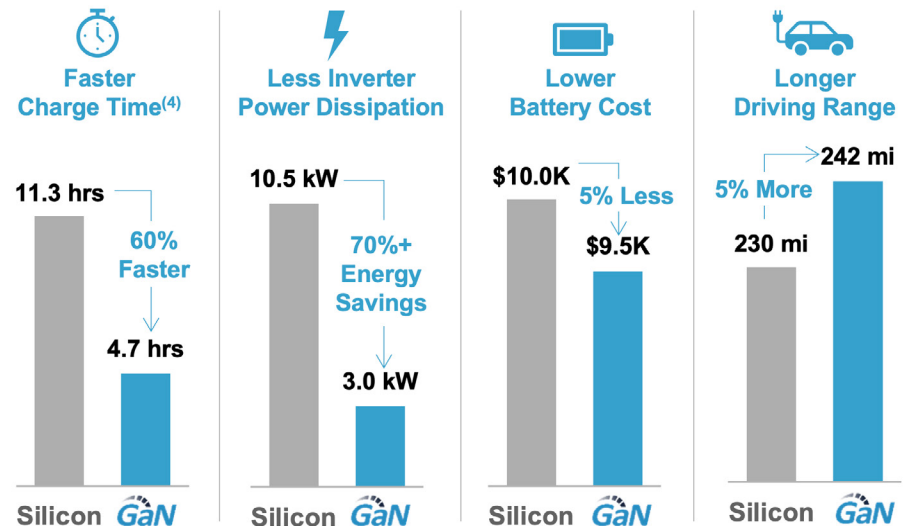 Faster
Charge Time(4)
11.3 hrs
60%
Faster
4.7 hrs
Silicon GaN
Less Inverter
Power Dissipation
10.5 kW
70%+
Energy
Savings
3.0 kW
Silicon GaN
Lower
Battery Cost
$10.0K
5% Less
$9.5K
Silicon GaN
Longer
Driving Range
242 mi
5% More
230 mi
Silicon GaN